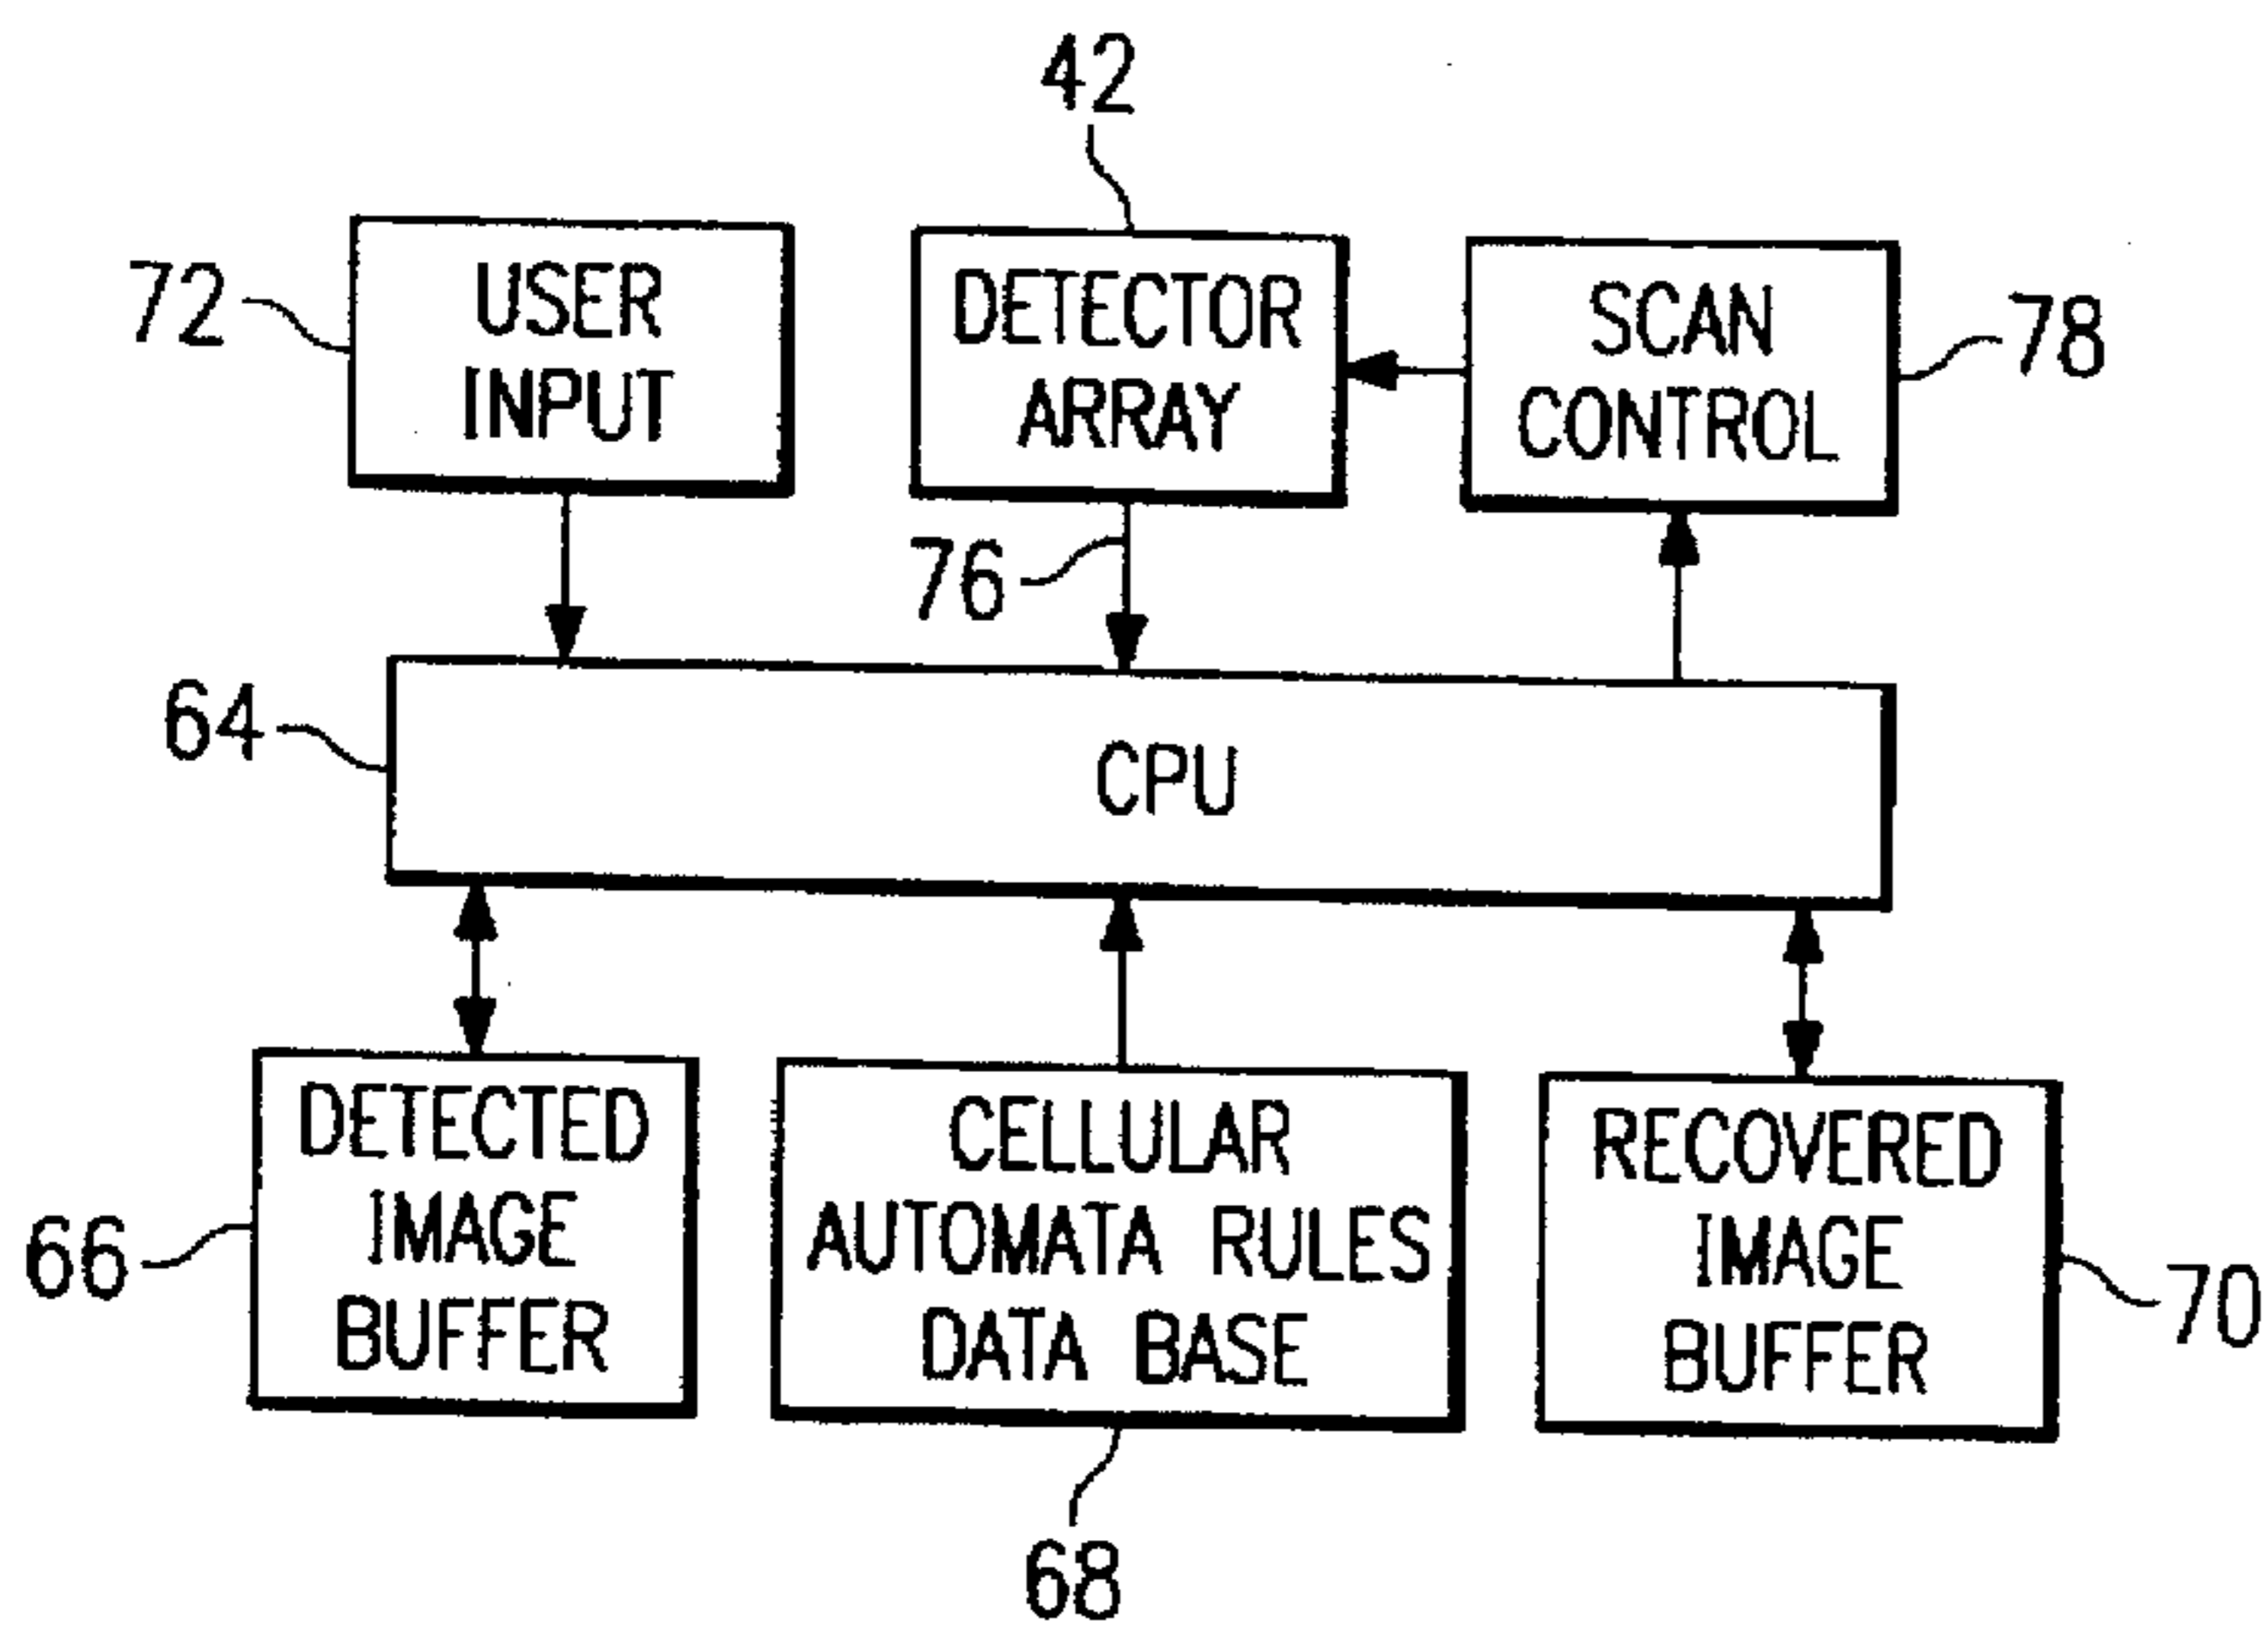 42
72
USER
INPUT
DETECTOR
ARRAY
SCAN
CONTROL
78
76
64
CPU
66
DETECTED
IMAGE
BUFFER
CELLULAR
AUTOMATA RULES
DATA BASE
RECOVERED
IMAGE
BUFFER
70
68